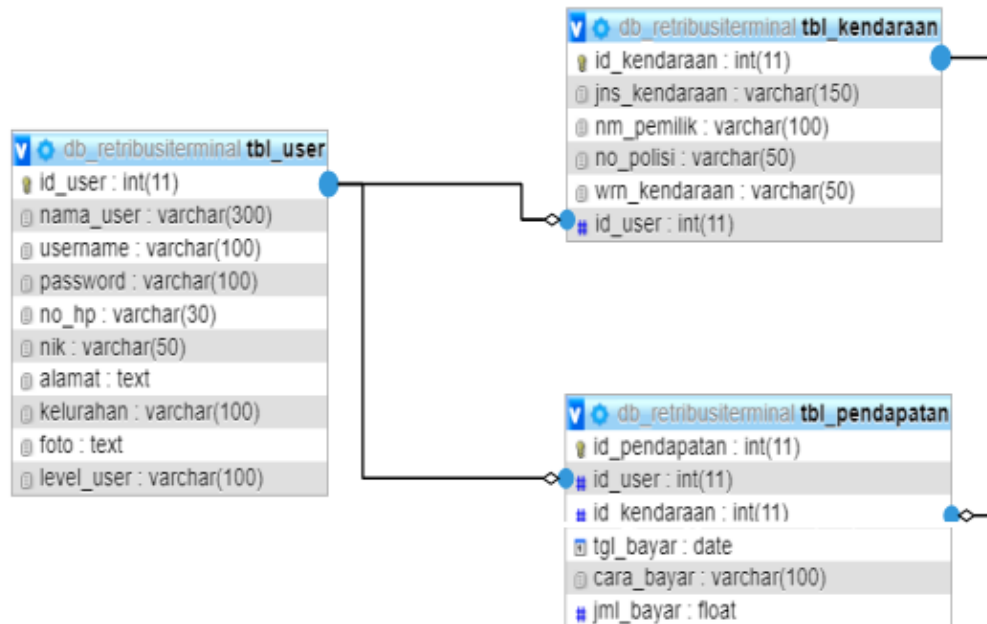 db_retribusiterminal tbl_kendaraan
id_kendaraan : int(11)
jns_kendaraan : varchar(150)
nm_pemilik : varchar(100)
no_polisi : varchar(50)
wrn_kendaraan : varchar(50)
id_user : int(11)
db_retribusiterminal tbl_user
id_user : int(11)
nama_user : varchar(300)
username : varchar(100)
password : varchar(100)
no_hp : varchar(30)
nik : varchar(50)
alamat : text
kelurahan : varchar(100)
foto : text
level_user : varchar(100)
db_retribusiterminal tbl_pendapatan
id_pendapatan : int(11)
id_user : int(11)
id_kendaraan : int(11)
tgl_bayar : date
cara_bayar : varchar(100)
jml_bayar : float